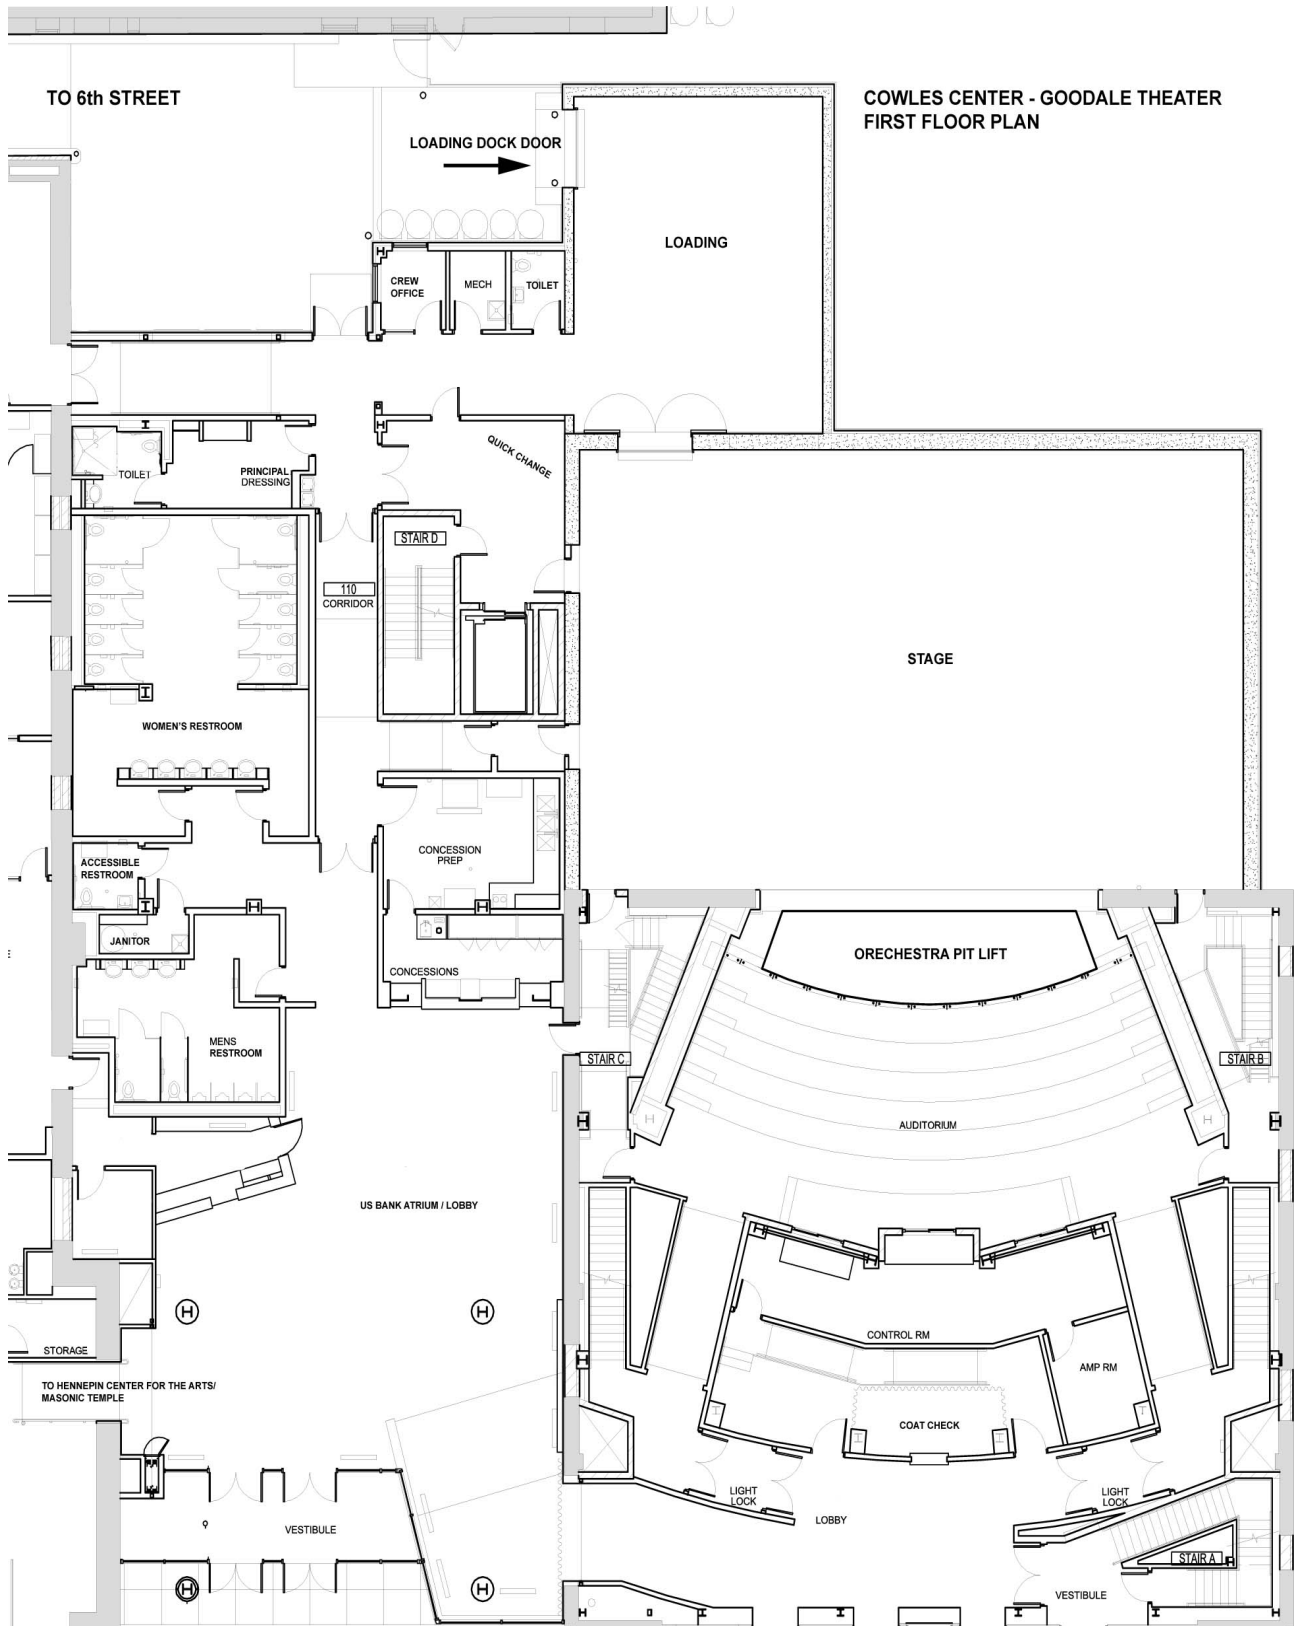 TO 6th STREET
COWLES CENTER - GOODALE THEATER
FIRST FLOOR PLAN
LOADING DOCK DOOR
LOADING
CREW
OFFICE
MECH
TOILET
QUICK CHANGE
TOILET
PRINCIPAL
DRESSING
STAIR D
110
CORRIDOR
STAGE
WOMEN'S RESTROOM
CONCESSION
PREP
ACCESSIBLE
RESTROOM
JANITOR
CONCESSIONS
ORECHESTRA PIT LIFT
MENS
RESTROOM
STAIR C
STAIR B
AUDITORIUM
US BANK ATRIUM / LOBBY
CONTROL RM
STORAGE
AMP RM
TO HENNEPIN CENTER FOR THE ARTS/
MASONIC TEMPLE
COAT CHECK
LIGHT
LOCK
LIGHT
LOCK
LOBBY
VESTIBULE
STAIR A
VESTIBULE